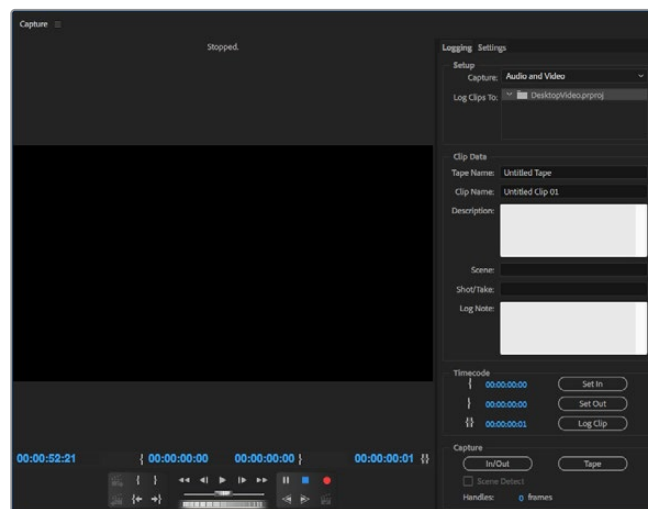 Capture
Stopped.
Logging Settings
Setup
Capture: Audio and Video
Log Clips To: DesktopVideo.prproj
Clip Data
Tape Name: Untitled Tape
Clip Name: Untitled Clip 01
Description:
Scene:
Shot/Take:
Log Note:
Timecode
{ 00:00:00:00 Set In
} 00:00:00:00 Set Out
{} 00:00:00:01 Log Clip
00:00:52:21 { 00:00:00:00 00:00:00:00 } 00:00:00:01 {}
Capture
In/Out Tape
Scene Detect
Handles: 0 frames